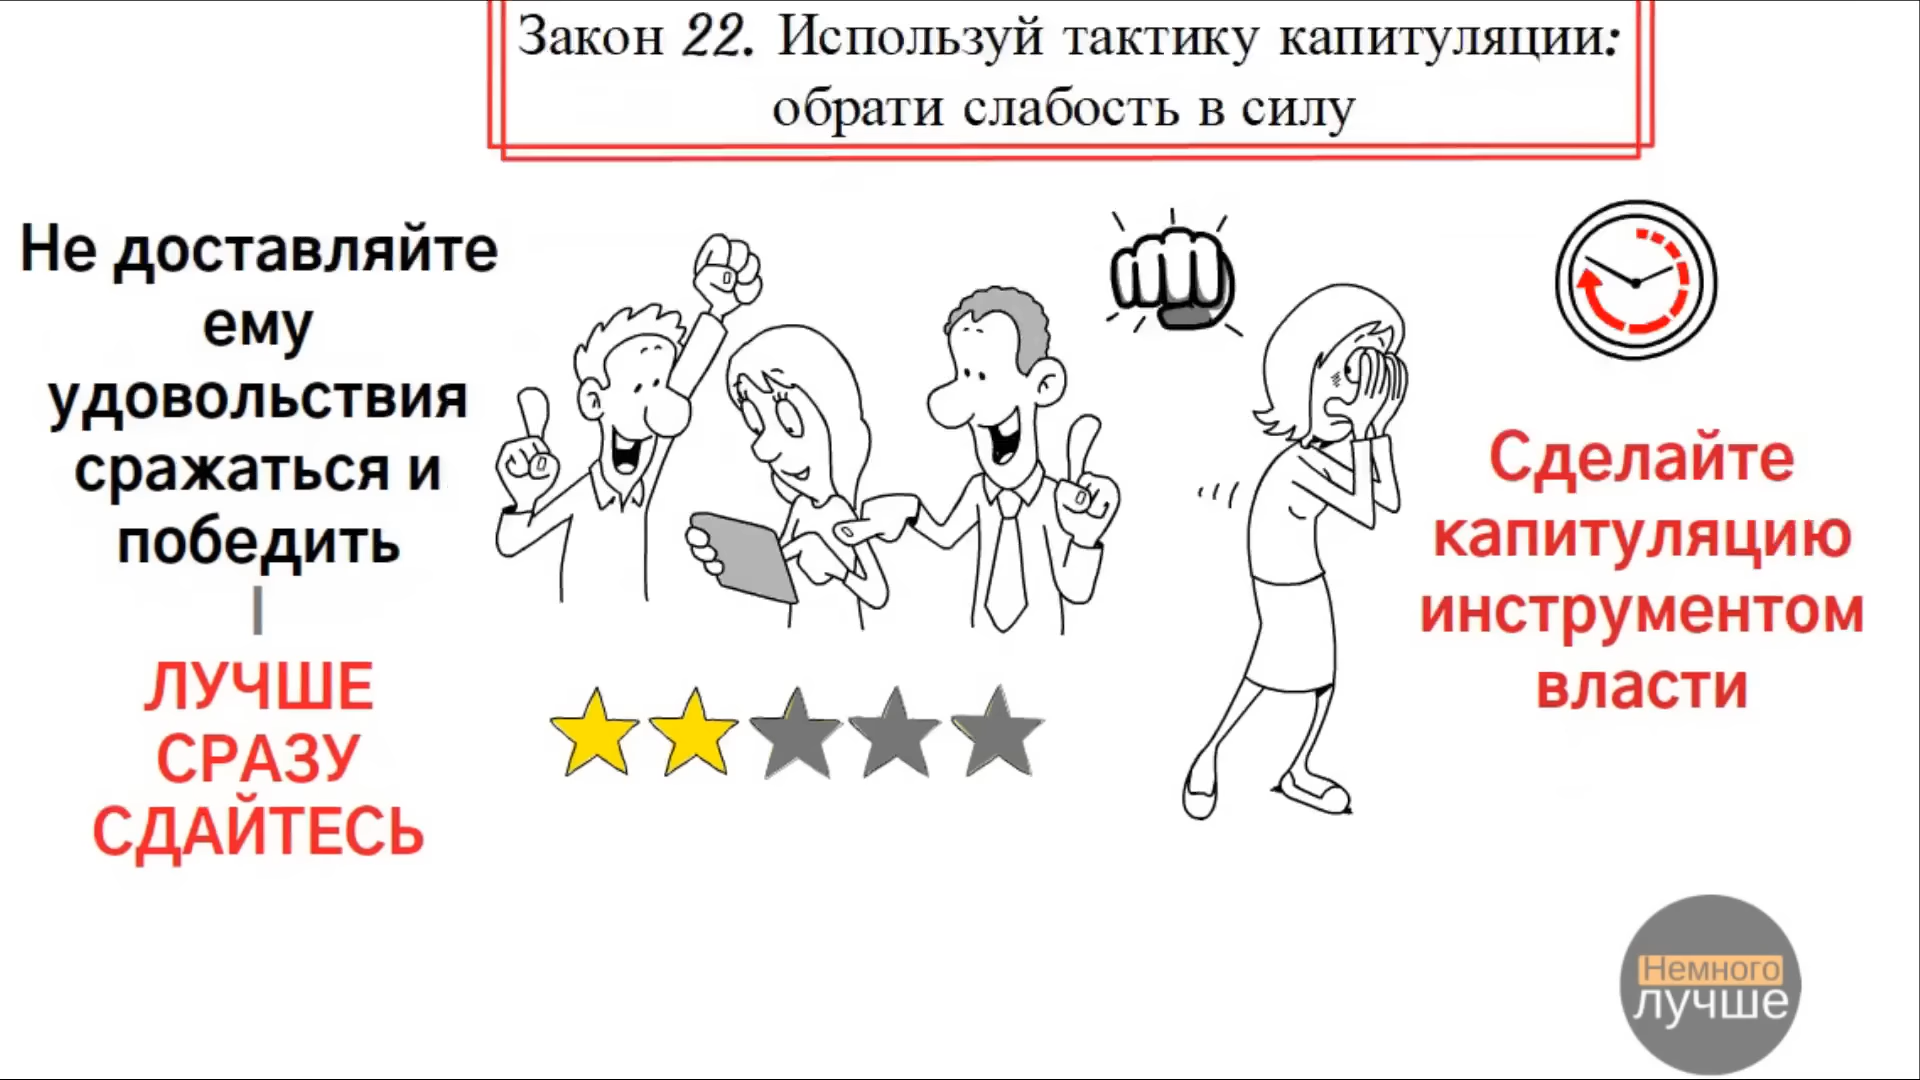 Закон 22. Используй тактику капитуляции:
обрати слабость в силу
Не доставляйте
ему
удовольствия
сражаться и
победить
|
ЛУЧШЕ
СРАЗУ
СДАЙТЕСЬ
Сделайте
капитуляцию
инструментом
власти
Немного
лучше